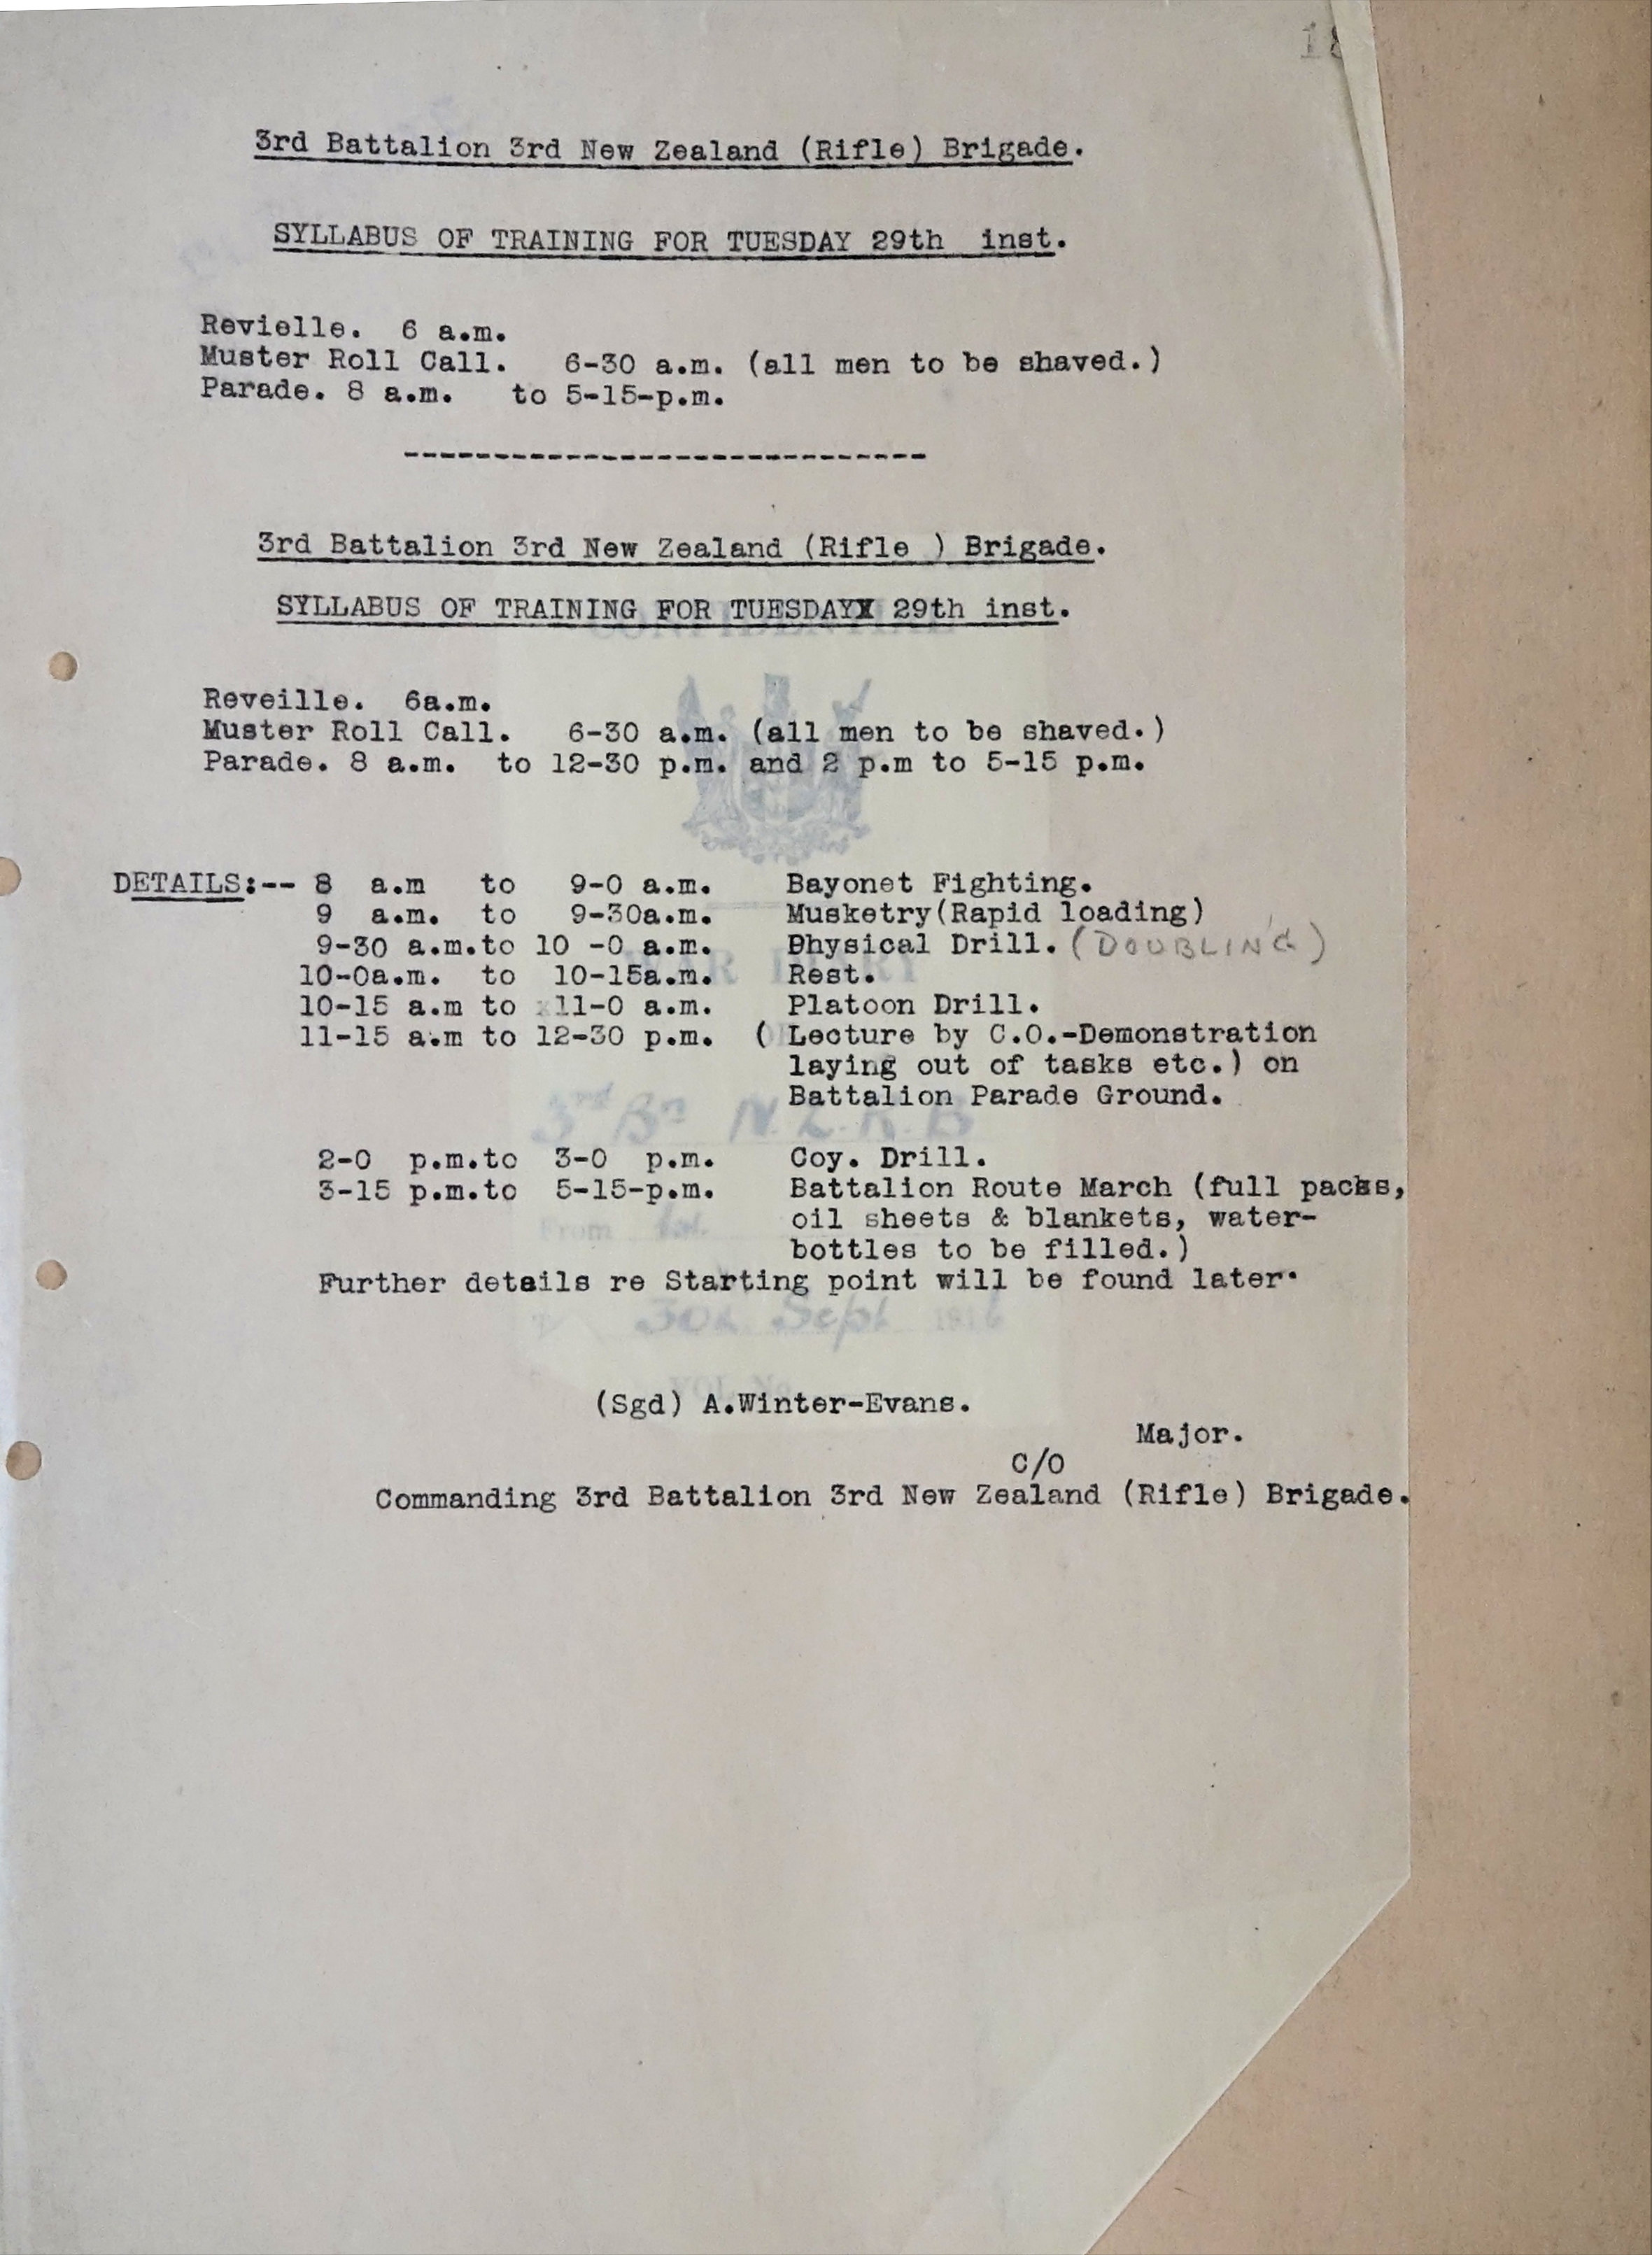 3rd Battalion 3rd New Zealand (Rifle) Brigade.
SYLLABUS OF TRAINING FOR TUESDAY 29th inst.
Revielle. 6 a.m.
Muster Roll Call. 6-30 a.m. (all men to be shaved.)
Parade. 8 a.m. to 5-15-p.m.
-----------------------------
3rd Battalion 3rd New Zealand (Rifle ) Brigade.
SYLLABUS OF TRAINING FOR TUESDAYX 29th inst.
CONFIDENTIAL
Reveille. 6a.m.
Muster Roll Call. 6-30 a.m. (all men to be shaved.)
Parade. 8 a.m. to 12-30 p.m. and 2 p.m to 5-15 p.m.
DETAILS:-- 8 a.m to 9-0 a.m. Bayonet Fighting.
9 a.m. to 9-30a.m. Musketry(Rapid loading)
9-30 a.m.to 10 -0 a.m. Physical Drill. (DOUBLING)
10-0a.m. to 10-15a.m. Rest.
10-15 a.m to 11-0 a.m. Platoon Drill.
11-15 a.m to 12-30 p.m. ( Lecture by C.O.-Demonstration
laying out of tasks etc.) on
Battalion Parade Ground.
3rd Bn N.Z.R.B
2-0 p.m.to 3-0 p.m. Coy. Drill.
3-15 p.m.to 5-15-p.m. Battalion Route March (full packs,
oil sheets & blankets, water-
From 1st
bottles to be filled.)
Further details re Starting point will be found later.
30th Sept 1916
(Sgd) A.Winter-Evans.
Major.
C/O
Commanding 3rd Battalion 3rd New Zealand (Rifle) Brigade.